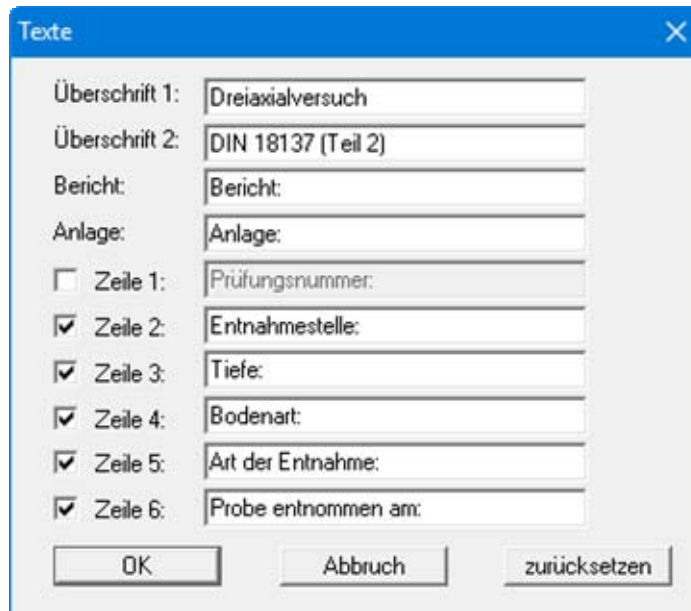 Texte
Überschrift 1: Dreiaxialversuch
Überschrift 2: DIN 18137 (Teil 2)
Bericht: Bericht:
Anlage: Anlage:
Zeile 1: Prüfungsnummer:
Zeile 2: Entnahmestelle:
Zeile 3: Tiefe:
Zeile 4: Bodenart:
Zeile 5: Art der Entnahme:
Zeile 6: Probe entnommen am:
OK Abbruch zurücksetzen